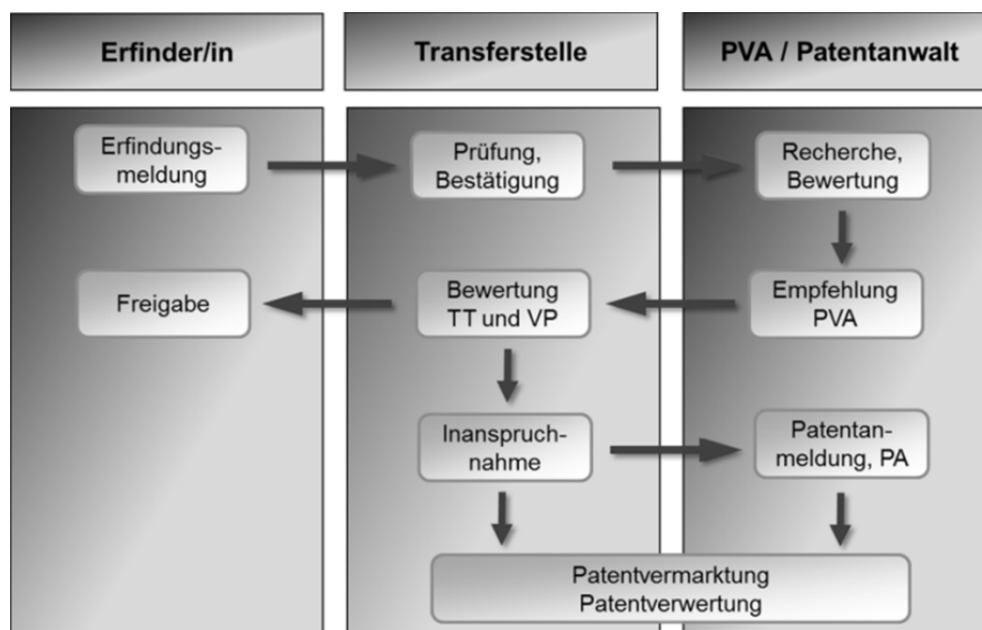 Erfinder/in
Transferstelle
PVA / Patentanwalt
Erfindungs-
meldung
Prüfung,
Bestätigung
Recherche,
Bewertung
Freigabe
Bewertung
TT und VP
Empfehlung
PVA
Inanspruch-
nahme
Patentan-
meldung, PA
Patentvermarktung
Patentverwertung